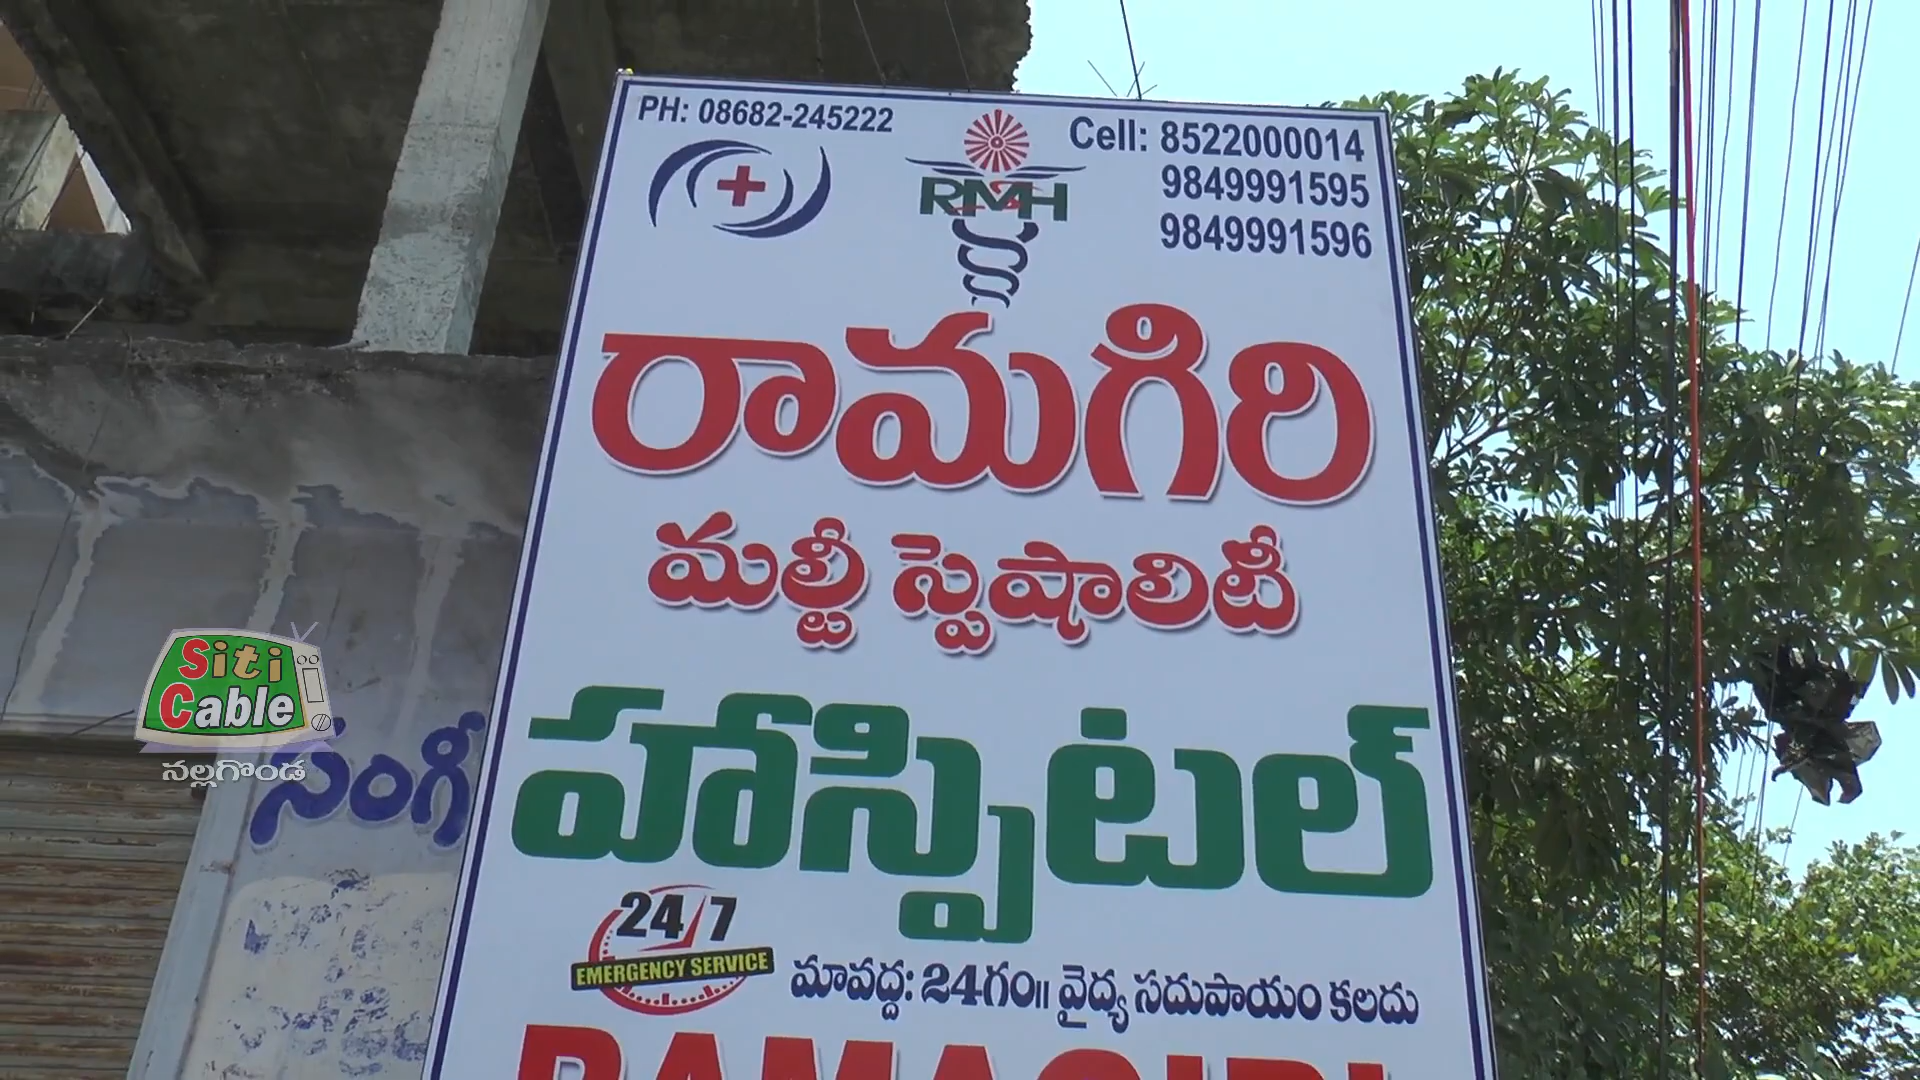 PH: 08682-245222
Cell: 8522000014
9849991595
9849991596
RMH
రామగిరి
మల్టీ స్పెషాలిటీ
హాస్పిటల్
24/7
EMERGENCY SERVICE
మావద్ద: 24గం॥ వైద్య సదుపాయం కలదు
RAMAGIRI
Siti
Cable
నల్లగొండ